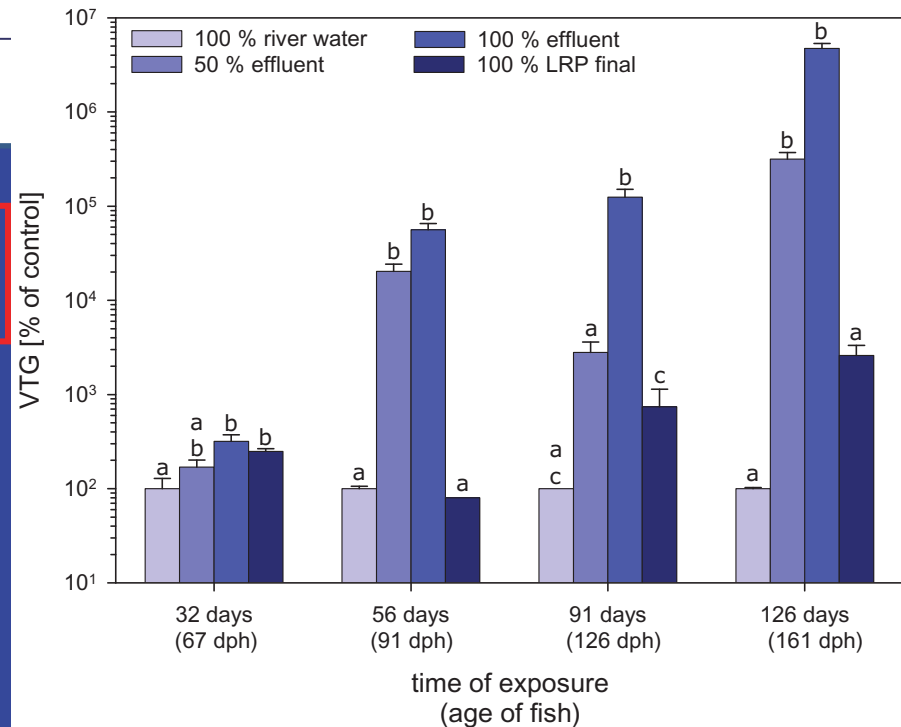 10⁷
10⁶
10⁵
10⁴
10³
10²
10¹
VTG [% of control]
100 % river water
50 % effluent
100 % effluent
100 % LRP final
a
a
b
b
b
a
b
b
a
a
c
a
b
c
a
b
b
a
32 days
(67 dph)
56 days
(91 dph)
91 days
(126 dph)
126 days
(161 dph)
time of exposure
(age of fish)